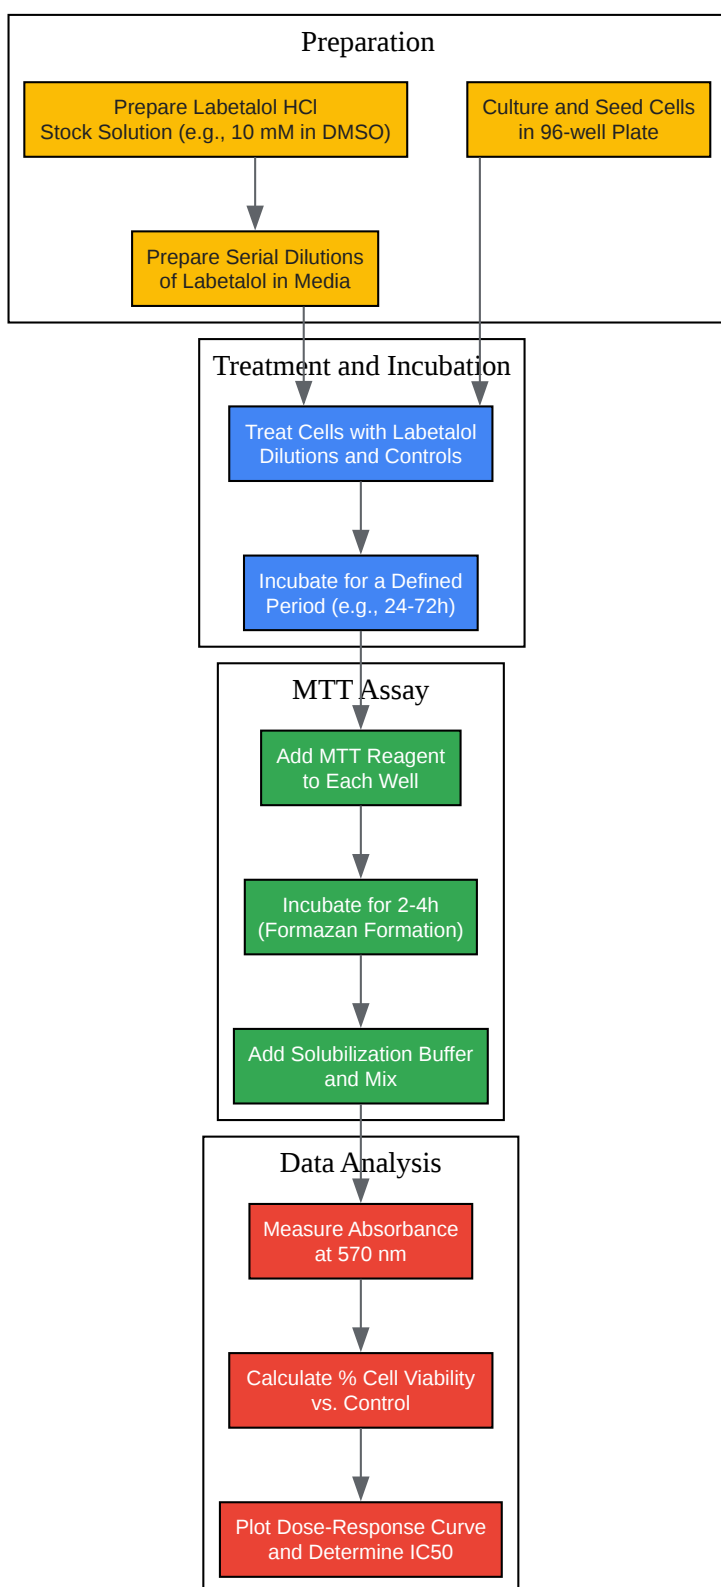 Preparation
Prepare Labetalol HCl
Stock Solution (e.g., 10 mM in DMSO)
Culture and Seed Cells
in 96-well Plate
Prepare Serial Dilutions
of Labetalol in Media
Treatment and Incubation
Treat Cells with Labetalol
Dilutions and Controls
Incubate for a Defined
Period (e.g., 24-72h)
MTT Assay
Add MTT Reagent
to Each Well
Incubate for 2-4h
(Formazan Formation)
Add Solubilization Buffer
and Mix
Data Analysis
Measure Absorbance
at 570 nm
Calculate % Cell Viability
vs. Control
Plot Dose-Response Curve
and Determine IC50